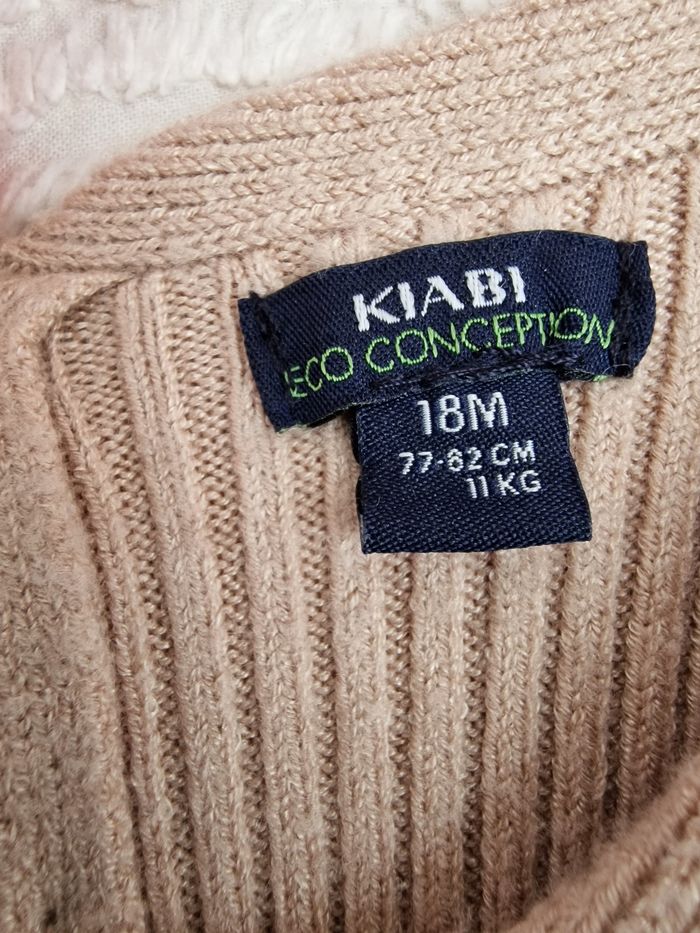 KIABI
ECO CONCEPTION
18M
77-82 CM
11 KG